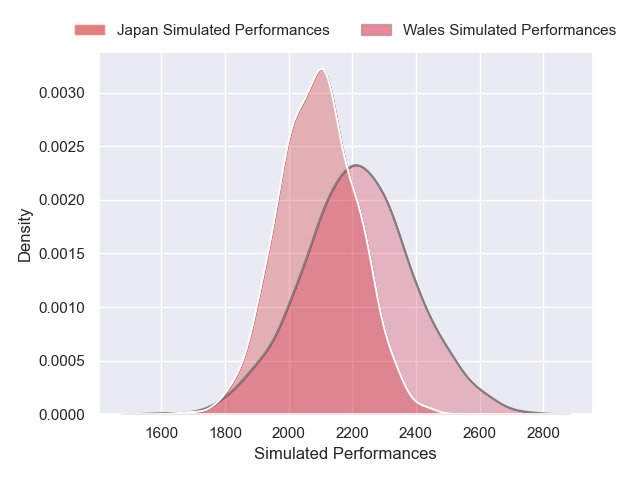 Japan Simulated Performances
Wales Simulated Performances
0.0030
0.0025
0.0020
0.0015
0.0010
0.0005
0.0000
Density
1600 1800 2000 2200 2400 2600 2800
Simulated Performances